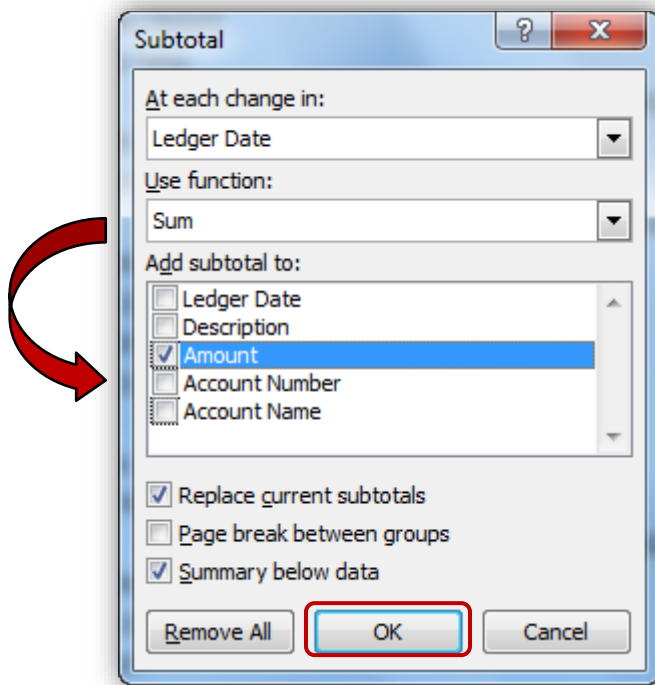 Subtotal
At each change in:
Ledger Date
Use function:
Sum
Add subtotal to:
Ledger Date
Description
Amount
Account Number
Account Name
Replace current subtotals
Page break between groups
Summary below data
Remove All OK Cancel